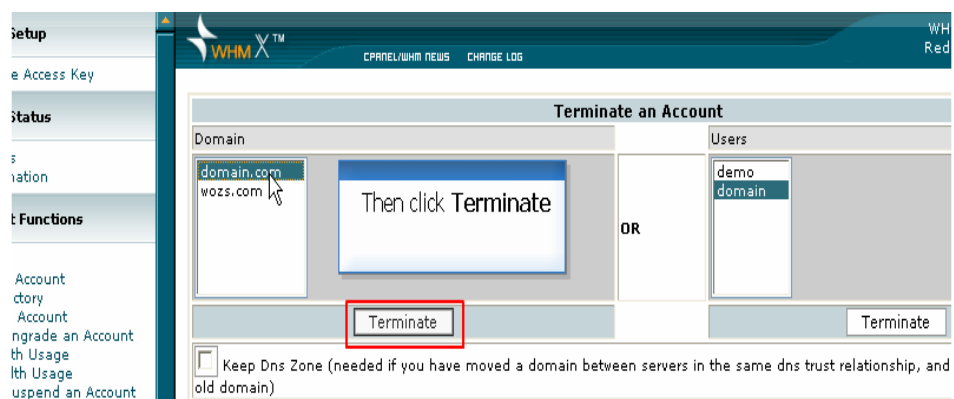 Setup
e Access Key
Status
s
nation
t Functions
Account
ctory
Account
ngrade an Account
th Usage
lth Usage
uspend an Account
WHM X™
CPANEL/WHM NEWS CHANGE LOG
WH
Red
Terminate an Account
Domain
Users
domain.com
wozs.com
Then click Terminate
OR
demo
domain
Terminate
Terminate
Keep Dns Zone (needed if you have moved a domain between servers in the same dns trust relationship, and
old domain)